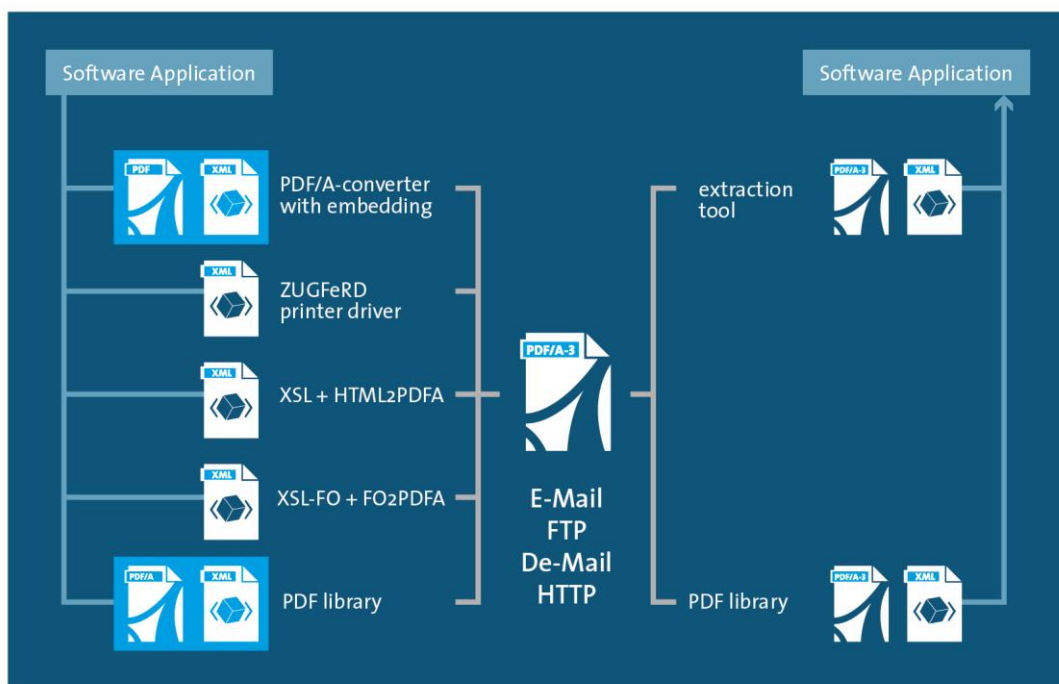 Software Application
Software Application
PDF
XML
PDF/A-converter
with embedding
extraction
tool
PDF/A-3
XML
XML
ZUGFeRD
printer driver
PDF/A-3
XML
XSL + HTML2PDFA
XML
XSL-FO + FO2PDFA
E-Mail
FTP
De-Mail
HTTP
PDF/A
XML
PDF library
PDF library
PDF/A-3
XML